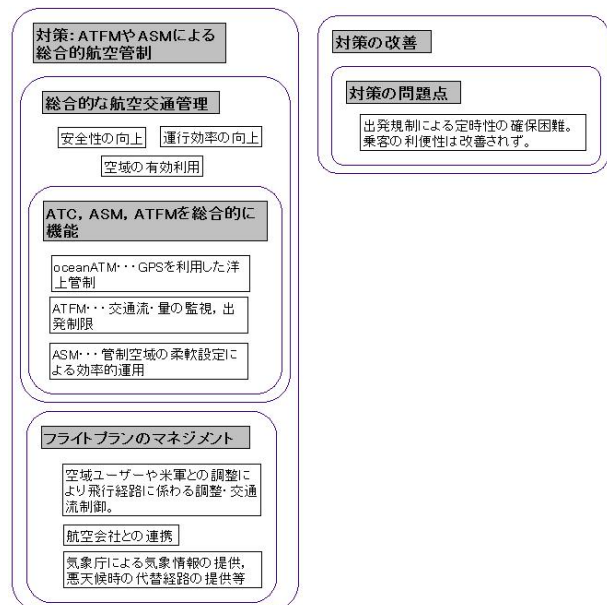 対策:ATFMやASMによる
総合的航空管制
総合的な航空交通管理
安全性の向上
運行効率の向上
空域の有効利用
ATC, ASM, ATFMを総合的に
機能
oceanATM・・・GPSを利用した洋
上管制
ATFM・・・交通流・量の監視, 出
発制限
ASM・・・管制空域の柔軟設定に
よる効率的運用
フライトプランのマネジメント
空域ユーザーや米軍との調整に
より飛行経路に係わる調整・交通
流制御。
航空会社との連携
気象庁による気象情報の提供,
悪天候時の代替経路の提供等
対策の改善
対策の問題点
出発規制による定時性の確保困難。
乗客の利便性は改善されず。